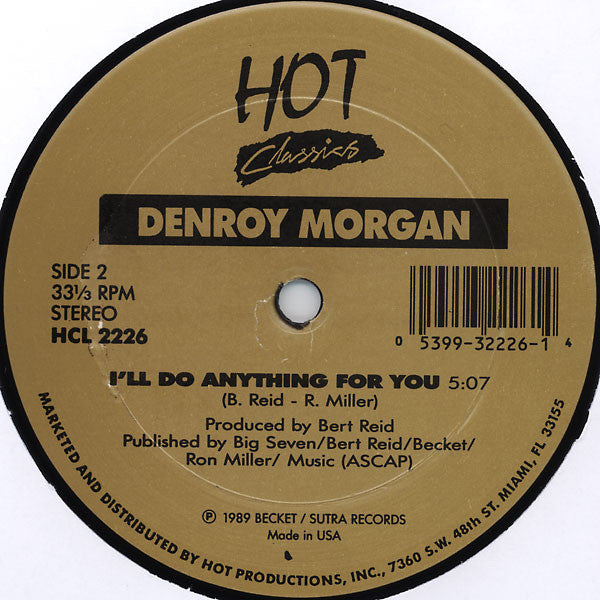 HOT
Classics
DENROY MORGAN
SIDE 2
33⅓ RPM
STEREO
HCL 2226
0 5399-32226-1 4
I'LL DO ANYTHING FOR YOU 5:07
(B. Reid - R. Miller)
Produced by Bert Reid
Published by Big Seven/Bert Reid/Becket/
Ron Miller/ Music (ASCAP)
℗ 1989 BECKET / SUTRA RECORDS
Made in USA
MARKETED AND DISTRIBUTED BY HOT PRODUCTIONS, INC., 7360 S.W. 48th ST. MIAMI, FL 33155